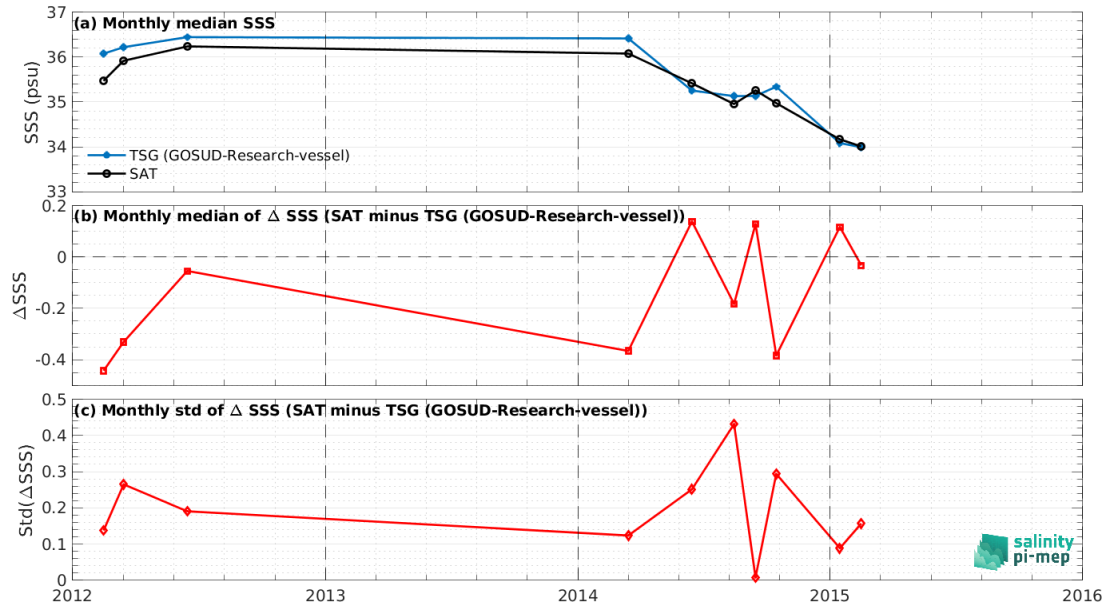 (a) Monthly median SSS
37
36
35
34
33
SSS (psu)
TSG (GOSUD-Research-vessel)
SAT
(b) Monthly median of Δ SSS (SAT minus TSG (GOSUD-Research-vessel))
0.2
0
-0.2
-0.4
ΔSSS
(c) Monthly std of Δ SSS (SAT minus TSG (GOSUD-Research-vessel))
0.5
0.4
0.3
0.2
0.1
0
Std(ΔSSS)
salinity
pi-mep
2012
2013
2014
2015
2016